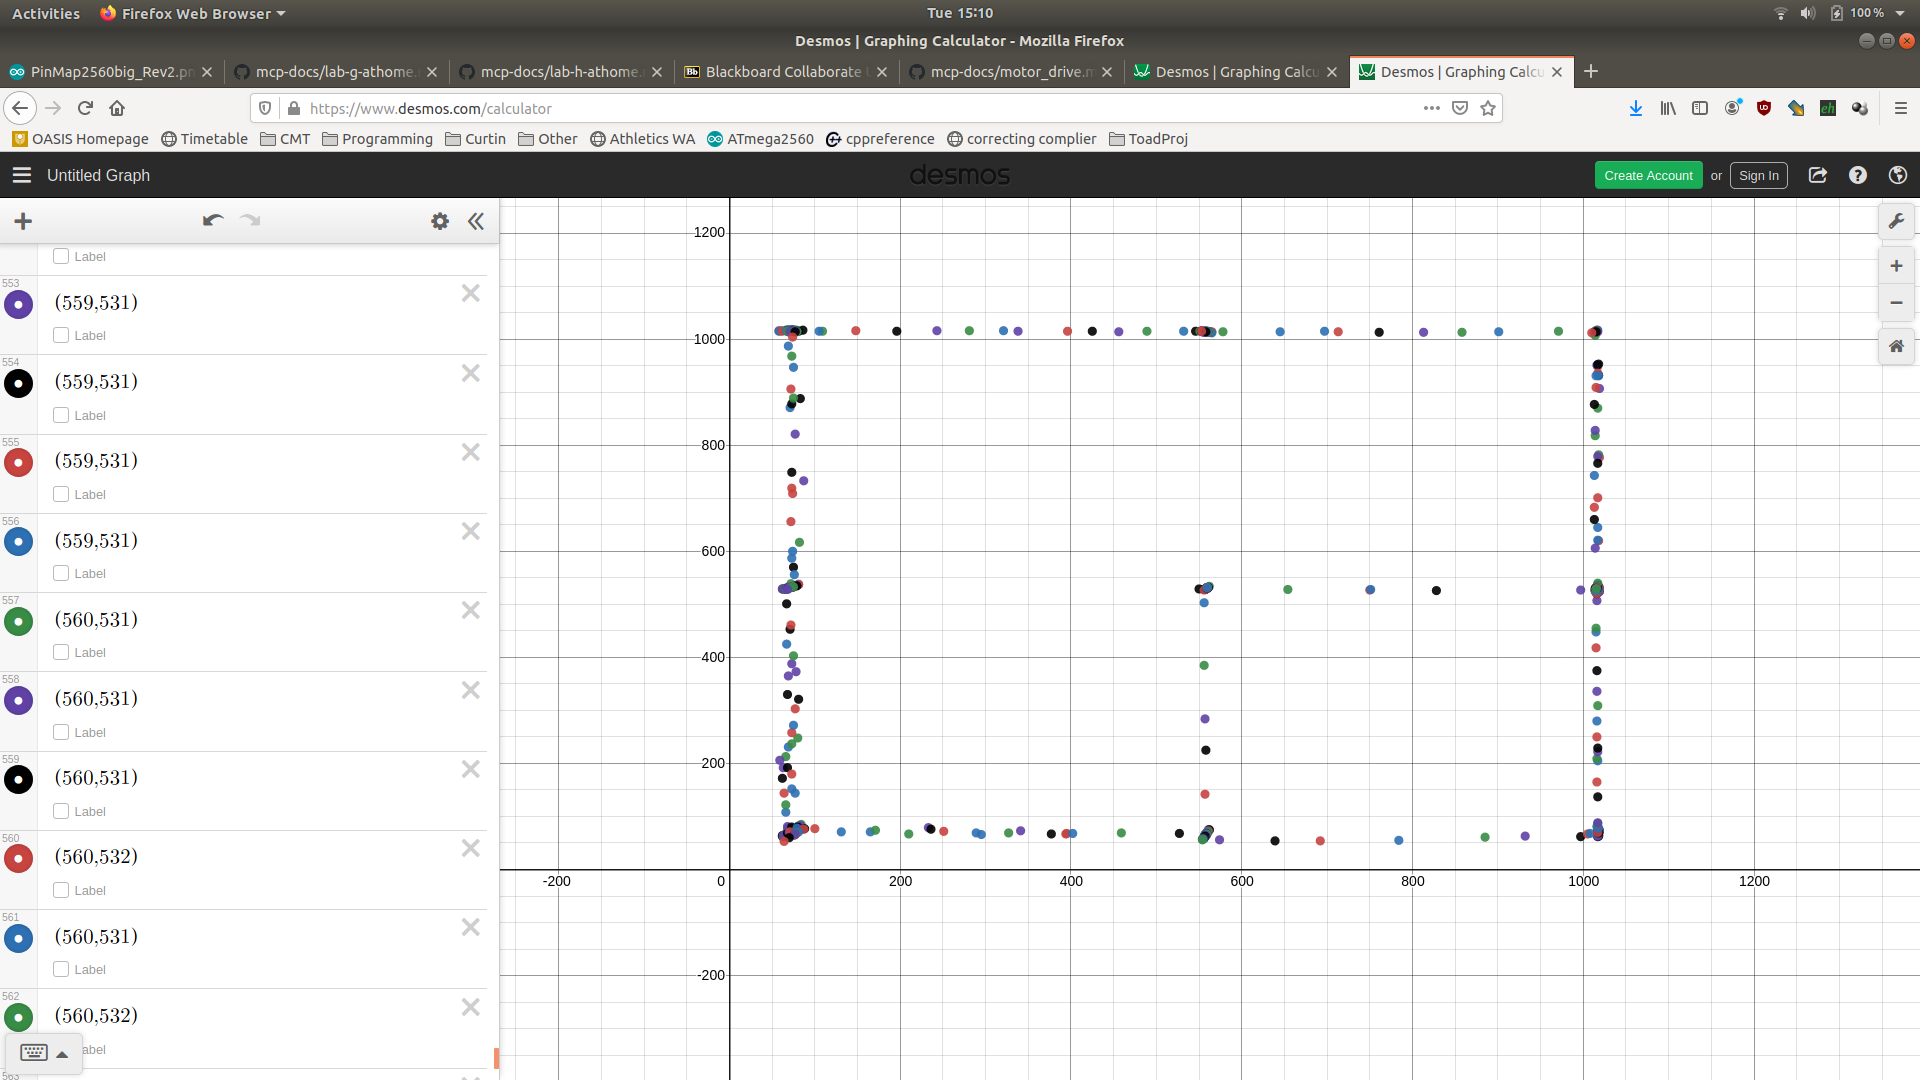 Activities
Firefox Web Browser
Tue 15:10
100 %
Desmos | Graphing Calculator - Mozilla Firefox
PinMap2560big_Rev2.pn
mcp-docs/lab-g-athome.
mcp-docs/lab-h-athome.
Bb Blackboard Collaborate
mcp-docs/motor_drive.m
Desmos | Graphing Calcu
Desmos | Graphing Calcu
https://www.desmos.com/calculator
OASIS Homepage
Timetable
CMT
Programming
Curtin
Other
Athletics WA
ATmega2560
cppreference
correcting complier
ToadProj
Untitled Graph
desmos
Create Account or Sign In
Label
553
(559,531)
Label
554
(559,531)
Label
555
(559,531)
Label
556
(559,531)
Label
557
(560,531)
Label
558
(560,531)
Label
559
(560,531)
Label
560
(560,532)
Label
561
(560,531)
Label
562
(560,532)
abel
563
1200
1000
800
600
400
200
-200
0
200
400
600
800
1000
1200
-200